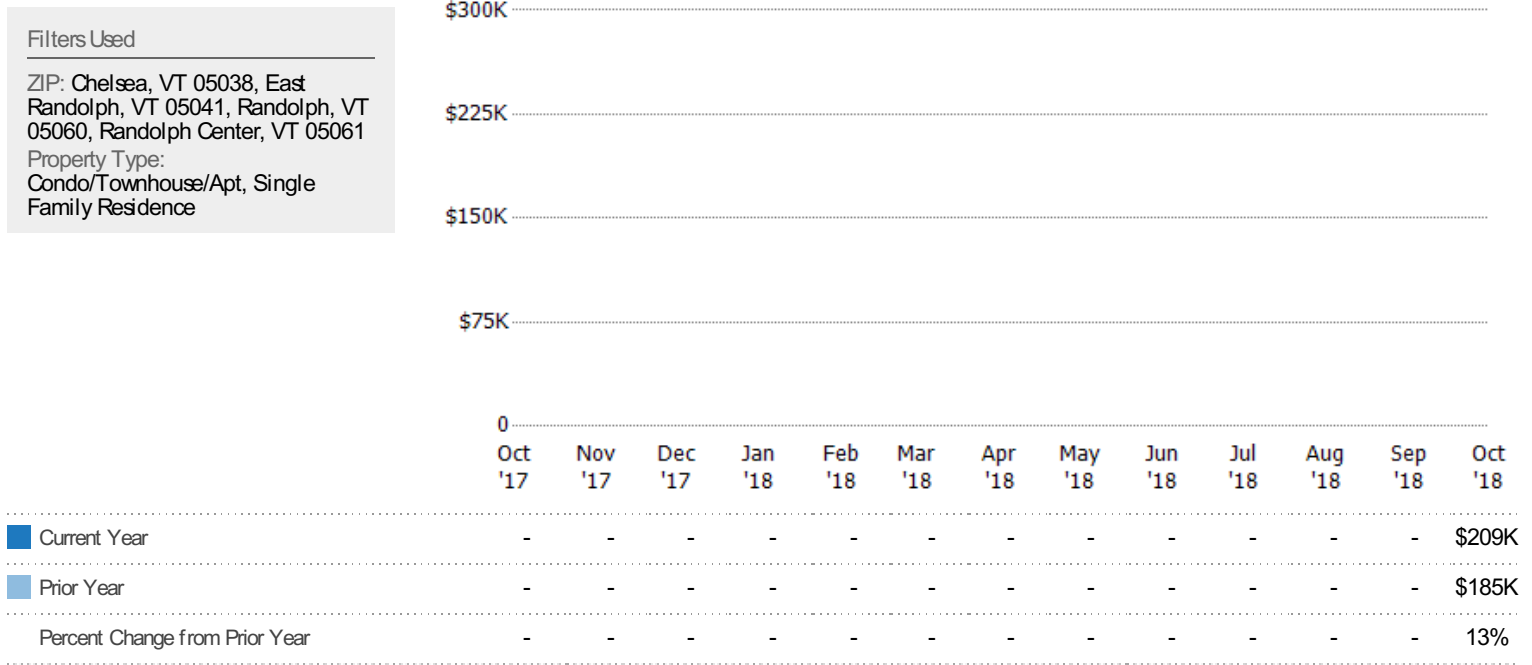 Filters Used
ZIP: Chelsea, VT 05038, East
Randolph, VT 05041, Randolph, VT
05060, Randolph Center, VT 05061
Property Type:
Condo/Townhouse/Apt, Single
Family Residence
$300K
$225K
$150K
$75K
0
Oct Nov Dec Jan Feb Mar Apr May Jun Jul Aug Sep Oct
'17 '17 '17 '18 '18 '18 '18 '18 '18 '18 '18 '18 '18
Current Year - - - - - - - - - - - - $209K
Prior Year - - - - - - - - - - - - $185K
Percent Change from Prior Year - - - - - - - - - - - - 13%